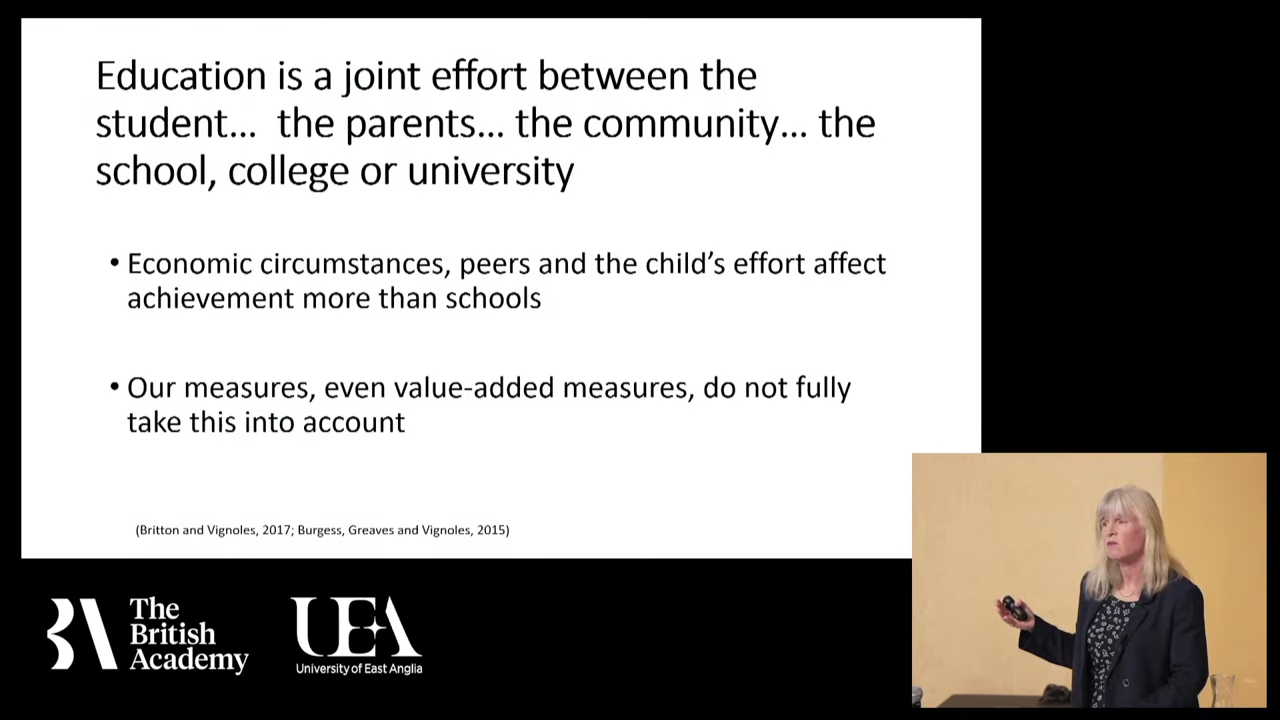 Education is a joint effort between the
student...  the parents... the community... the
school, college or university
• Economic circumstances, peers and the child's effort affect
achievement more than schools
• Our measures, even value-added measures, do not fully
take this into account
(Britton and Vignoles, 2017; Burgess, Greaves and Vignoles, 2015)
The
British
Academy
UEA
University of East Anglia